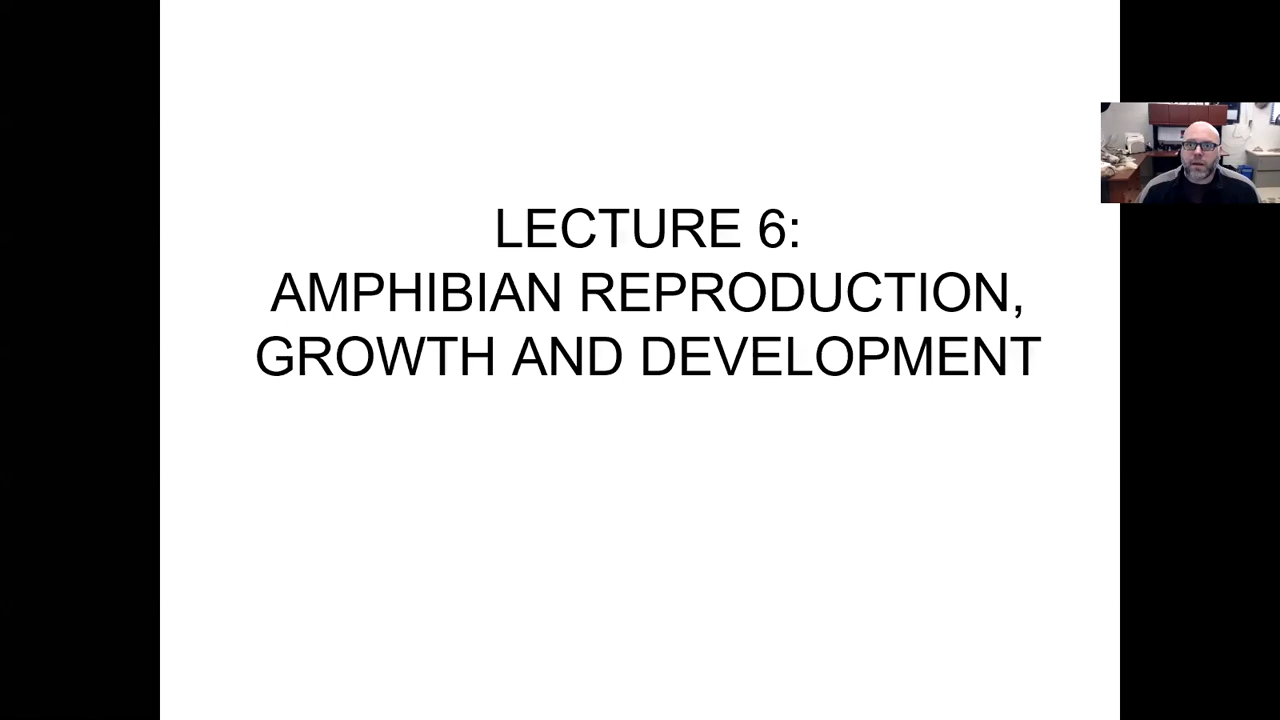 LECTURE 6:
AMPHIBIAN REPRODUCTION,
GROWTH AND DEVELOPMENT